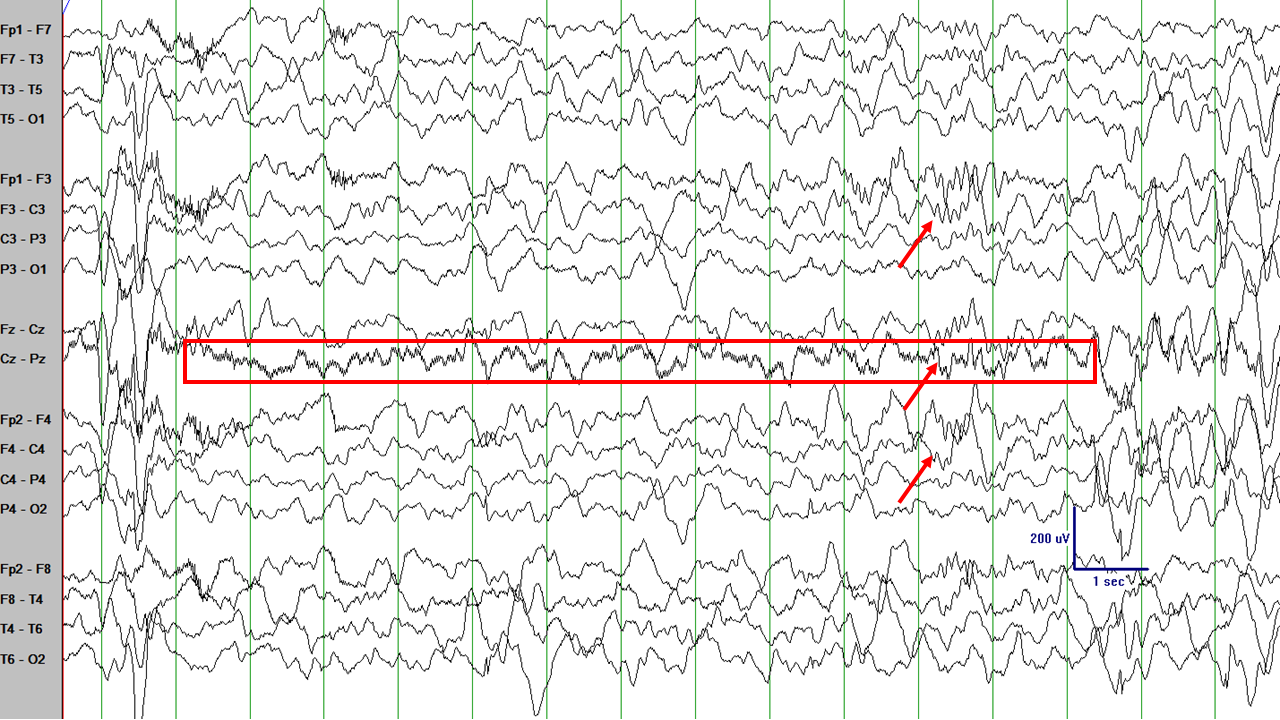 Fp1 - F7
F7 - T3
T3 - T5
T5 - O1
Fp1 - F3
F3 - C3
C3 - P3
P3 - O1
Fz - Cz
Cz - Pz
Fp2 - F4
F4 - C4
C4 - P4
P4 - O2
200 uV
Fp2 - F8
1 sec
F8 - T4
T4 - T6
T6 - O2